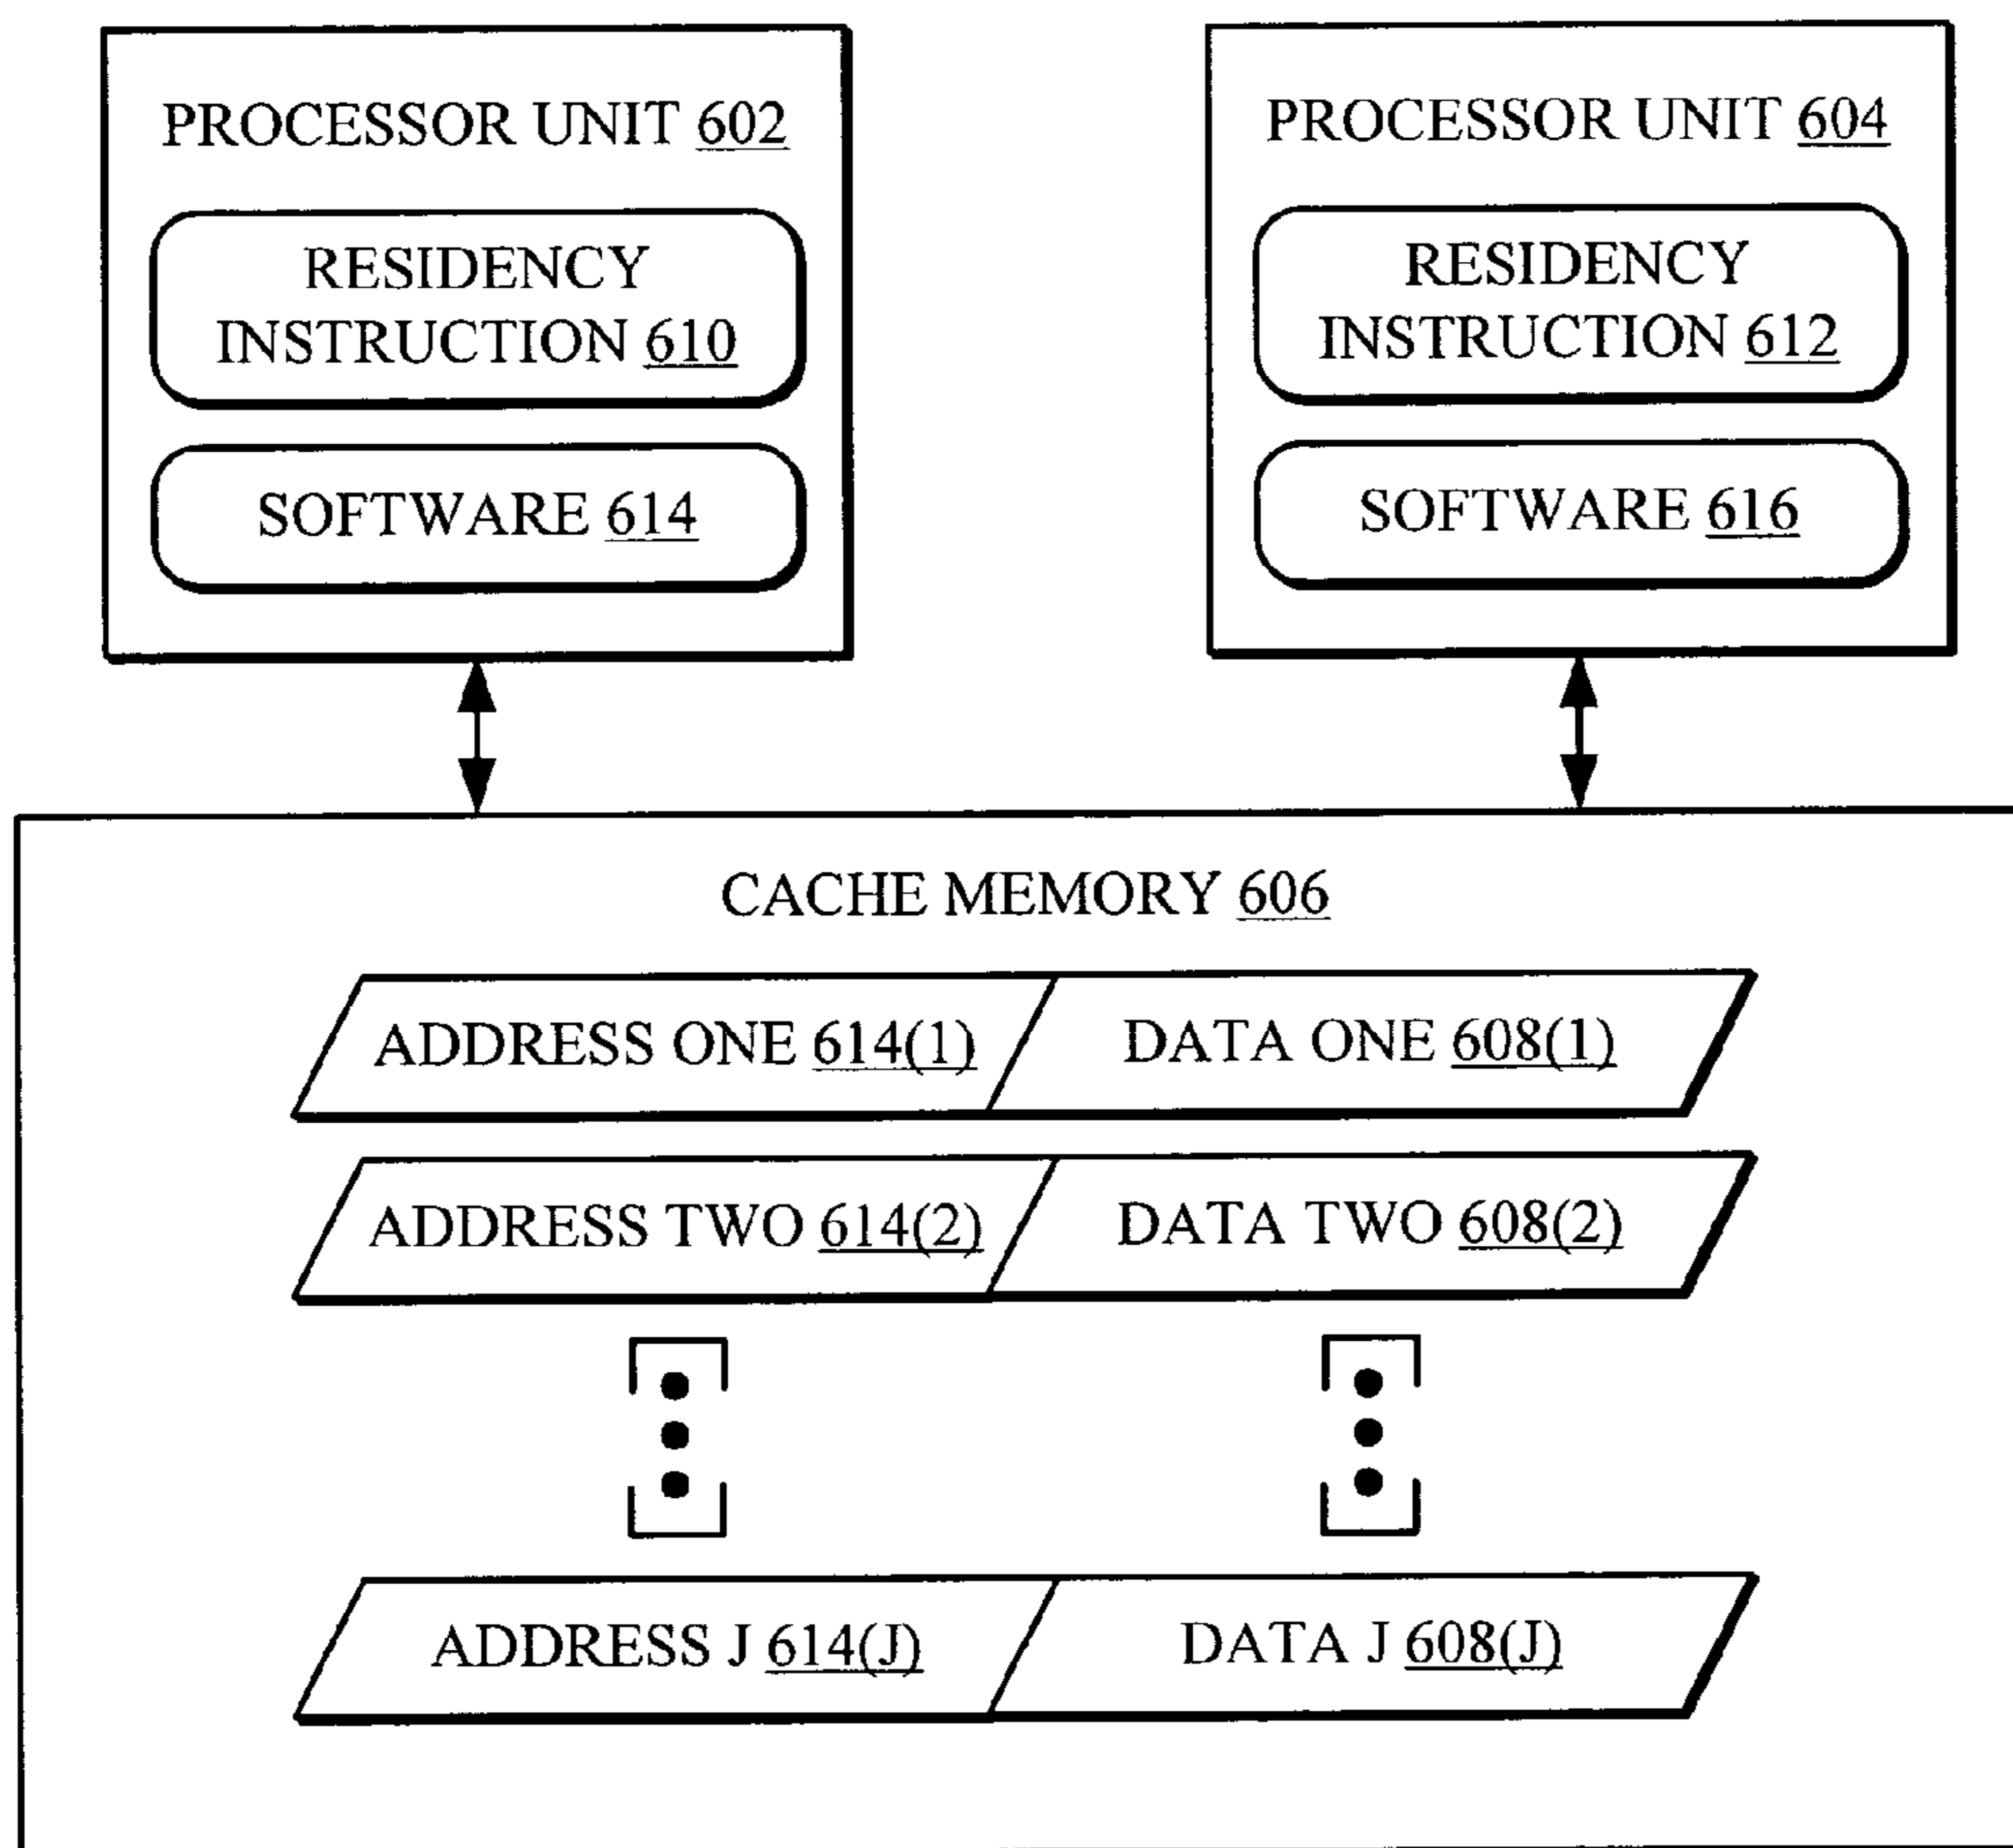 PROCESSOR UNIT 602
RESIDENCY
INSTRUCTION 610
SOFTWARE 614
PROCESSOR UNIT 604
RESIDENCY
INSTRUCTION 612
SOFTWARE 616
CACHE MEMORY 606
ADDRESS ONE 614(1) DATA ONE 608(1)
ADDRESS TWO 614(2) DATA TWO 608(2)
ADDRESS J 614(J) DATA J 608(J)